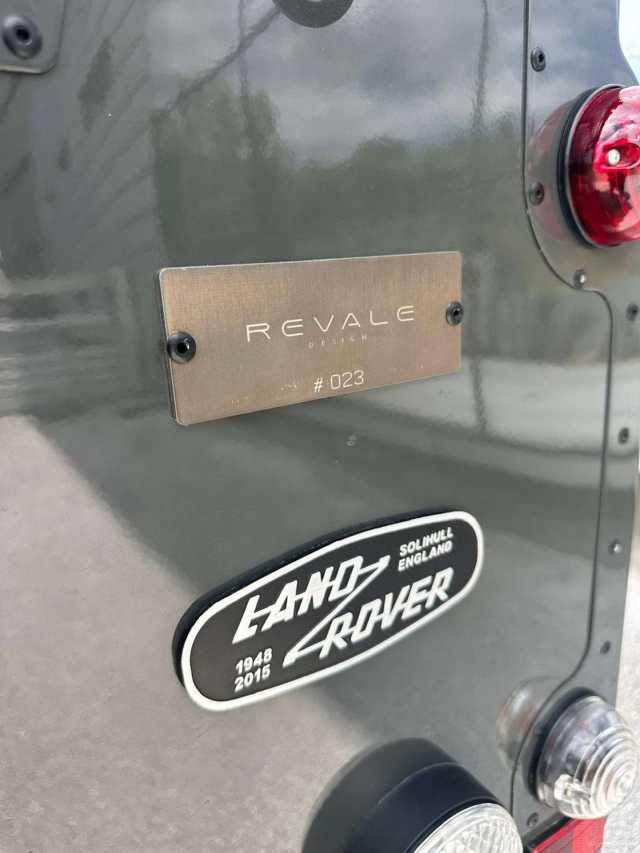 REVALE
DESIGN
# 023
LAND
ROVER
SOLIHULL
ENGLAND
1948
2015